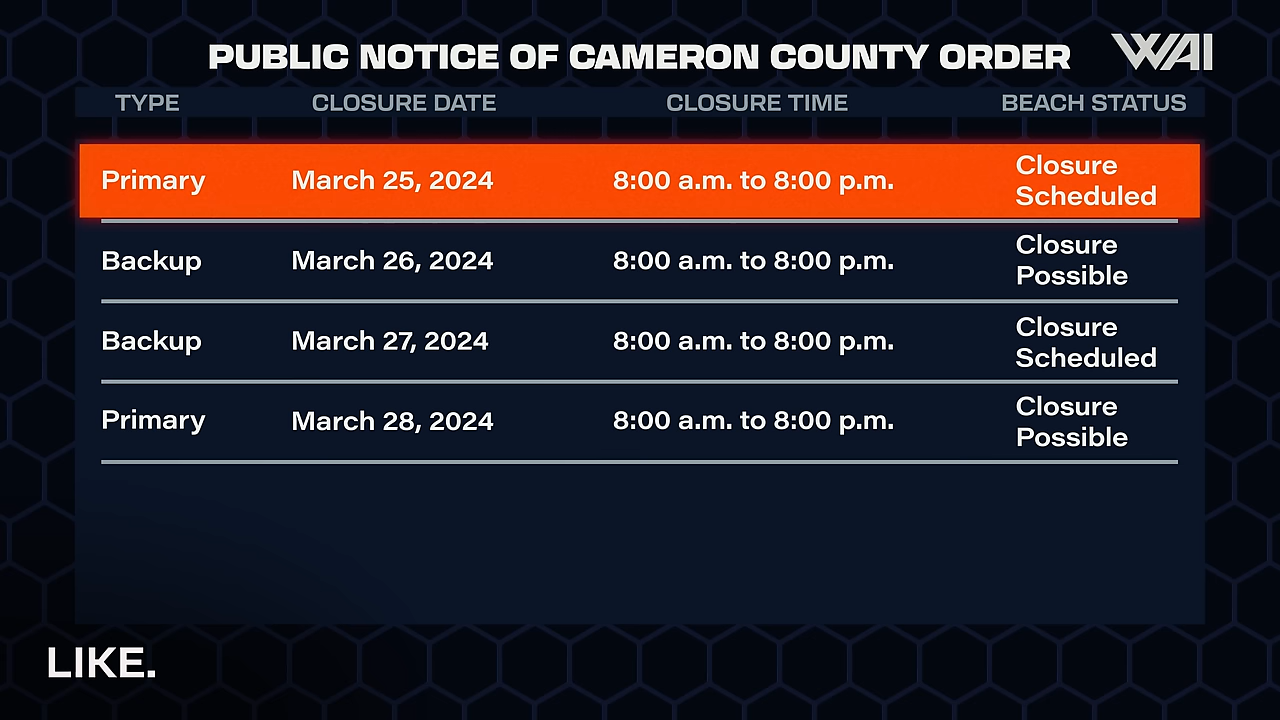 PUBLIC NOTICE OF CAMERON COUNTY ORDER
WAI
TYPE CLOSURE DATE CLOSURE TIME BEACH STATUS
Primary March 25, 2024 8:00 a.m. to 8:00 p.m. Closure Scheduled
Backup March 26, 2024 8:00 a.m. to 8:00 p.m. Closure Possible
Backup March 27, 2024 8:00 a.m. to 8:00 p.m. Closure Scheduled
Primary March 28, 2024 8:00 a.m. to 8:00 p.m. Closure Possible
LIKE.